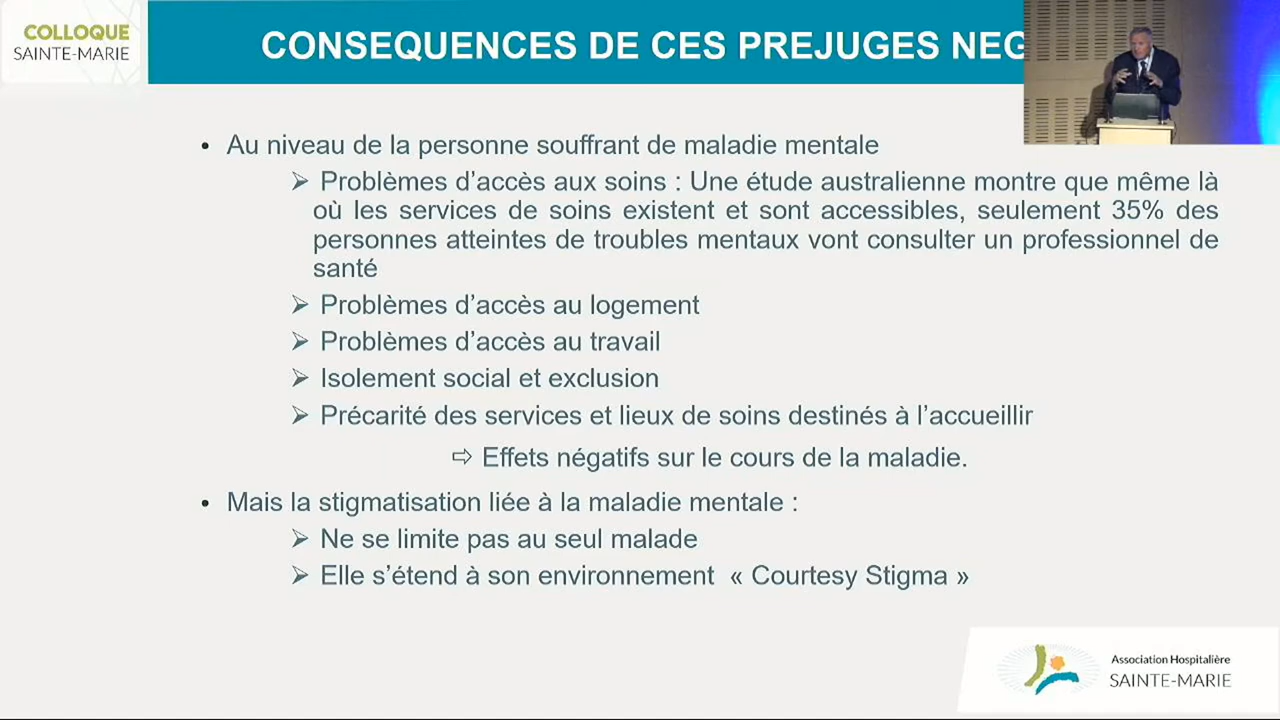 COLLOQUE
SAINTE-MARIE
CONSEQUENCES DE CES PREJUGES
• Au niveau de la personne souffrant de maladie mentale
➢ Problèmes d’accès aux soins : Une étude australienne montre que même là
où les services de soins existent et sont accessibles, seulement 35% des
personnes atteintes de troubles mentaux vont consulter un professionnel de
santé
➢ Problèmes d’accès au logement
➢ Problèmes d’accès au travail
➢ Isolement social et exclusion
➢ Précarité des services et lieux de soins destinés à l’accueillir
⇨ Effets négatifs sur le cours de la maladie.
• Mais la stigmatisation liée à la maladie mentale :
➢ Ne se limite pas au seul malade
➢ Elle s’étend à son environnement « Courtesy Stigma »
Association Hospitalière
SAINTE-MARIE